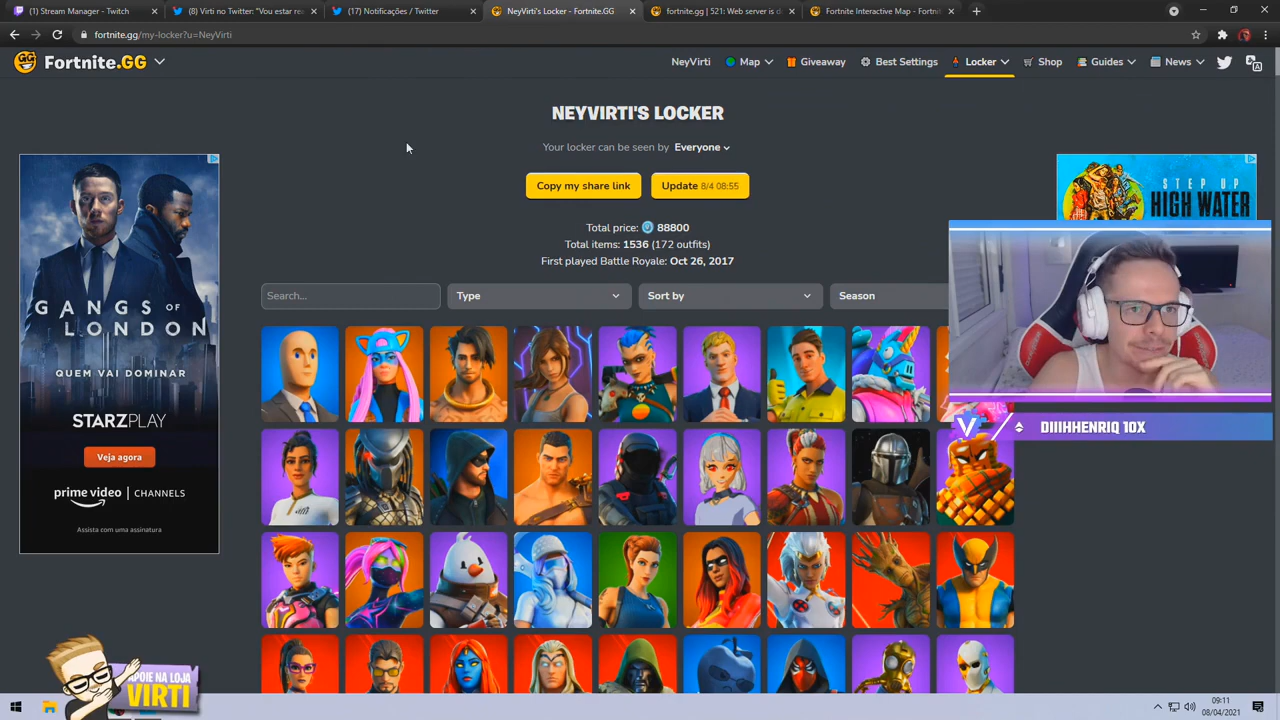 (1) Stream Manager - Twitch
(8) Virti no Twitter: "You estar re
(17) Notificações / Twitter
NeyVirti's Locker - Fortnite.GG
fortnite.gg | 521: Web server is d
Fortnite Interactive Map - Fortnit
fortnite.gg/my-locker?u=NeyVirti
GG Fortnite.GG
NeyVirti
Map
Giveaway
Best Settings
Locker
Shop
Guides
News
NEYVIRTI'S LOCKER
Your locker can be seen by Everyone
Copy my share link
Update 8/4 08:55
Total price: 88800
Total items: 1536 (172 outfits)
First played Battle Royale: Oct 26, 2017
Search...
Type
Sort by
Season
GANGS OF
LONDON
QUEM VAI DOMINAR
STARZPLAY
Veja agora
prime video | CHANNELS
Assista com uma assinatura
STEP UP
HIGH WATER
V
DIIIHHENRIQ 10X
APOIE NA LOJA
VIRTI
09:11
08/04/2021